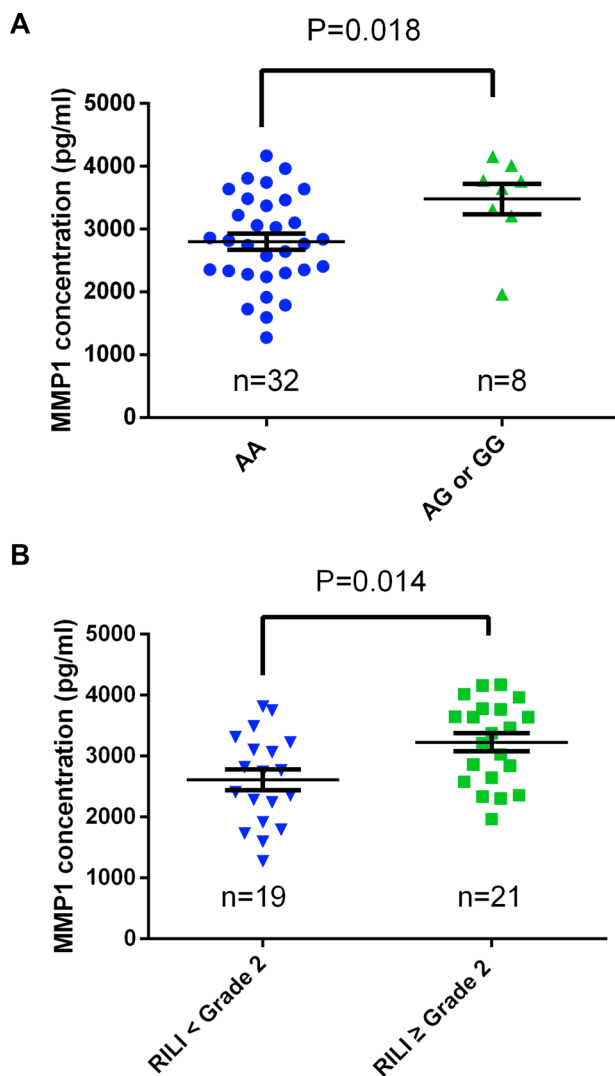 A
P=0.018
MMP1 concentration (pg/ml)
5000
4000
3000
2000
1000
0
n=32
n=8
AA
AG or GG
B
P=0.014
MMP1 concentration (pg/ml)
5000
4000
3000
2000
1000
0
n=19
n=21
RILI < Grade 2
RILI ≥ Grade 2